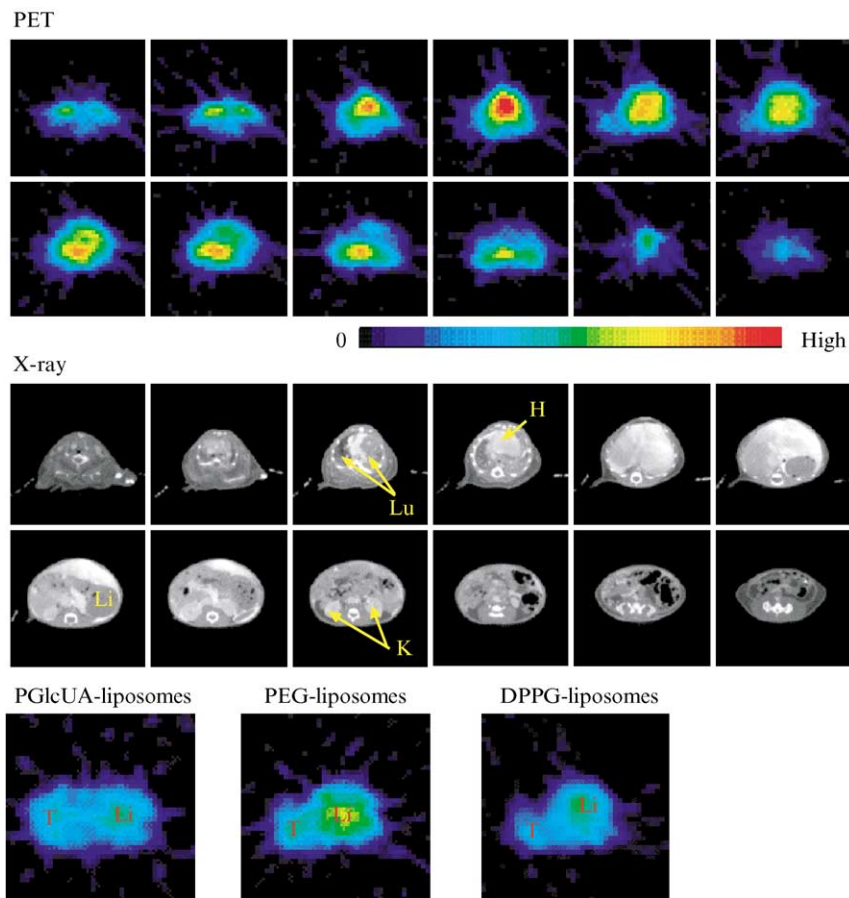 PET
0 High
X-ray
H
Lu
Li
K
PGlcUA-liposomes PEG-liposomes DPPG-liposomes
T Li T Li T Li